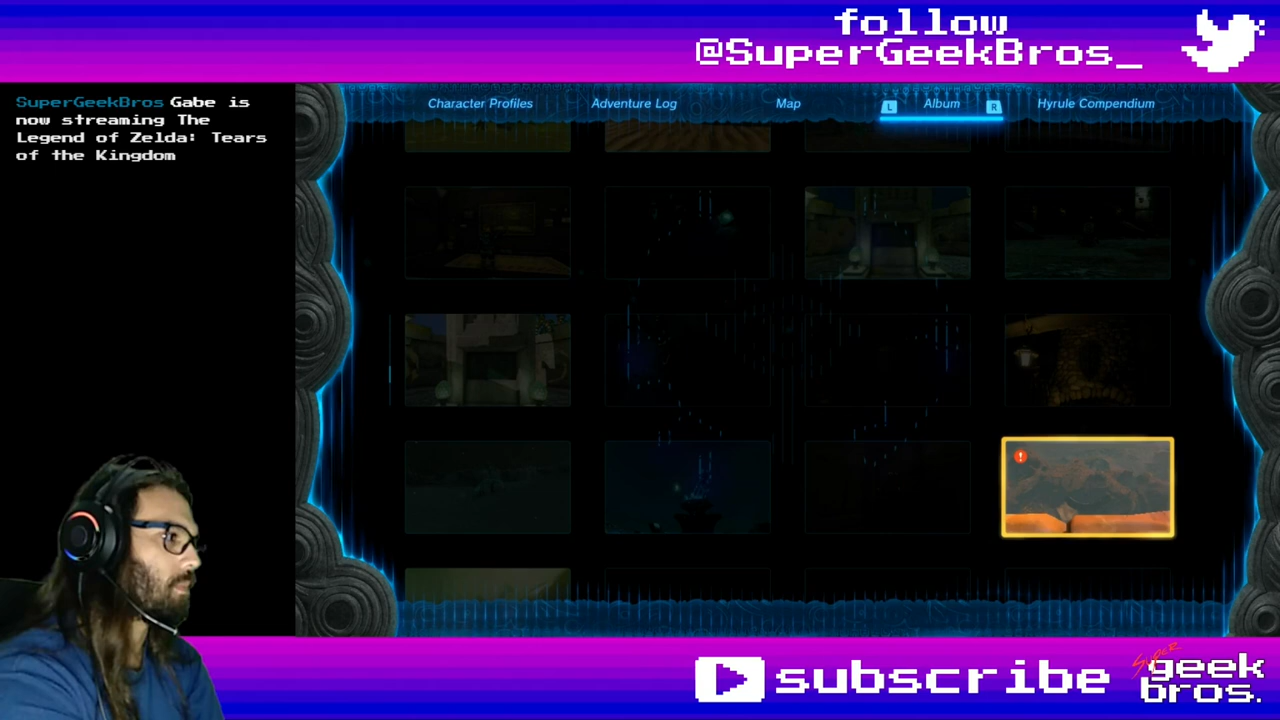 follow
@SuperGeekBros_
SuperGeekBros Gabe is
now streaming The
Legend of Zelda: Tears
of the Kingdom
Character Profiles
Adventure Log
Map
L
Album
R
Hyrule Compendium
!
subscribe
Super
geek
bros.